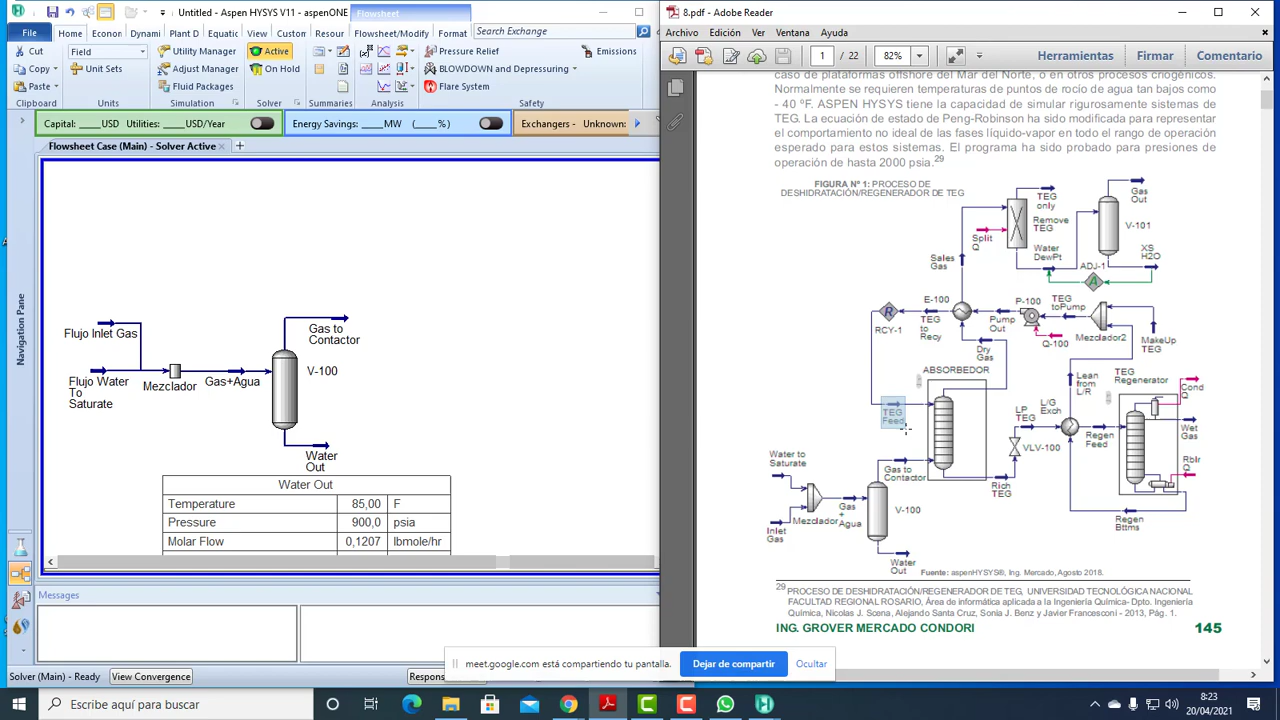 Untitled - Aspen HYSYS V11 - aspenONE
Flowsheet
File
Home
Econon
Dynami
Plant D
Equatic
View
Custom
Resour
Flowsheet/Modify
Format
Search Exchange
Cut
Copy
Paste
Clipboard
Field
Unit Sets
Units
Utility Manager
Adjust Manager
Fluid Packages
Simulation
Active
On Hold
Solver
Summaries
Analysis
Pressure Relief
BLOWDOWN and Depressuring
Flare System
Emissions
Safety
Capital: ____USD Utilities: ____USD/Year
Energy Savings: ____MW (____%)
Exchangers - Unknown:
Flowsheet Case (Main) - Solver Active
Navigation Pane
Flujo Inlet Gas
Flujo Water
To
Saturate
Mezclador
Gas+Agua
Gas to
Contactor
V-100
Water
Out
Water Out
Temperature 85,00 F
Pressure 900,0 psia
Molar Flow 0,1207 lbmole/hr
Messages
Solver (Main) - Ready
View Convergence
Respons
meet.google.com está compartiendo tu pantalla.
Dejar de compartir
Ocultar
8.pdf - Adobe Reader
Archivo Edición Ver Ventana Ayuda
1 / 22
82%
Herramientas Firmar Comentario
caso de plataformas offshore del Mar del Norte, o en otros procesos criogénicos.
Normalmente se requieren temperaturas de puntos de rocío de agua tan bajos como
- 40 ºF. ASPEN HYSYS tiene la capacidad de simular rigurosamente sistemas de
TEG. La ecuación de estado de Peng-Robinson ha sido modificada para representar
el comportamiento no ideal de las fases líquido-vapor en todo el rango de operación
esperado para estos sistemas. El programa ha sido probado para presiones de
operación de hasta 2000 psia.29
FIGURA Nº 1: PROCESO DE
DESHIDRATACIÓN/REGENERADOR DE TEG
TEG
only
Remove
TEG
Split
Q
Gas
Out
V-101
Water
DewPt
XS
H2O
ADJ-1
A
Sales
Gas
R
RCY-1
E-100
TEG
to
Recy
P-100
Pump
Out
Q-100
TEG
toPump
Mezclador2
MakeUp
TEG
Dry
Gas
ABSORBEDOR
TEG
Feed
Lean
from
L/R
TEG
Regenerator
Cond
Q
L/G
Exch
LP
TEG
VLV-100
Regen
Feed
Wet
Gas
Rblr
Q
Water to
Saturate
Gas to
Contactor
Rich
TEG
Mezclador
Gas
+
Agua
V-100
Inlet
Gas
Water
Out
Regen
Bttms
Fuente: aspenHYSYS®, Ing. Mercado, Agosto 2018.
29 PROCESO DE DESHIDRATACIÓN/REGENERADOR DE TEG, UNIVERSIDAD TECNOLÓGICA NACIONAL
FACULTAD REGIONAL ROSARIO, Área de informática aplicada a la Ingeniería Química- Dpto. Ingeniería
Química, Nicolas J. Scena, Alejandro Santa Cruz, Sonia J. Benz y Javier Francesconi - 2013, Pág. 1.
ING. GROVER MERCADO CONDORI
145
Escribe aquí para buscar
8:23
20/04/2021